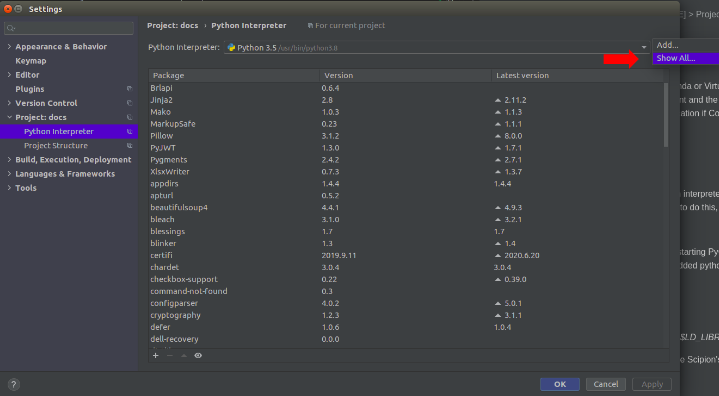 Settings
Project: docs › Python Interpreter For current project
Appearance & Behavior
Keymap
Editor
Plugins
Version Control
Project: docs
Python Interpreter
Project Structure
Build, Execution, Deployment
Languages & Frameworks
Tools
Python Interpreter: Python 3.5 /usr/bin/python3.8
Add...
Show All...
Package Version Latest version
Brlapi 0.6.4
Jinja2 2.8 2.11.2
Mako 1.0.3 1.1.3
MarkupSafe 0.23 1.1.1
Pillow 3.1.2 8.0.0
PyJWT 1.3.0 1.7.1
Pygments 2.4.2 2.7.1
XlsxWriter 0.7.3 1.3.7
appdirs 1.4.4 1.4.4
apturl 0.5.2
beautifulsoup4 4.4.1 4.9.3
bleach 3.1.0 3.2.1
blessings 1.7 1.7
blinker 1.3 1.4
certifi 2019.9.11 2020.6.20
chardet 3.0.4 3.0.4
checkbox-support 0.22 0.39.0
command-not-found 0.3
configparser 4.0.2 5.0.1
cryptography 1.2.3 3.1.1
defer 1.0.6 1.0.4
dell-recovery 0.0.0
OK Cancel Apply
] > Project
nda or Virtu
nt and the
ation if Co
interprete
to do this,
starting Py
dded pytho
$LD_LIBR
e Scipion's